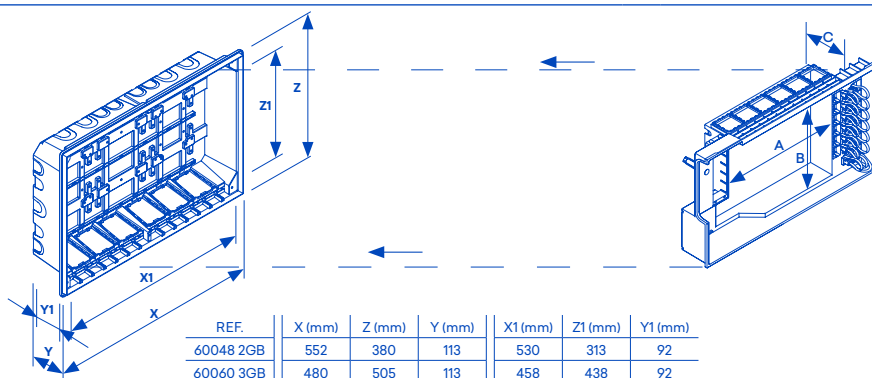 C
Z
Z1
A
B
X1
X
Y1
Y
REF. X (mm) Z (mm) Y (mm) X1 (mm) Z1 (mm) Y1 (mm)
60048 2GB 552 380 113 530 313 92
60060 3GB 480 505 113 458 438 92